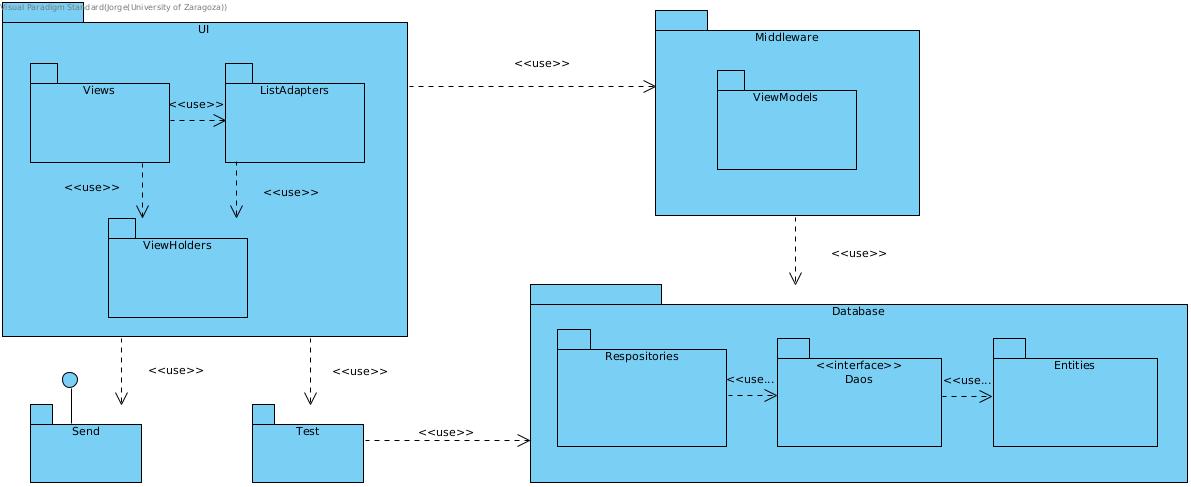 Visual Paradigm Standard(Jorge(University of Zaragoza))
UI
Middleware
<<use>>
Views
ListAdapters
ViewModels
<<use>>
<<use>>
<<use>>
ViewHolders
<<use>>
Database
Respositories
<<interface>>
Daos
Entities
<<use>>
<<use>>
<<use...
<<use...
Send
Test
<<use>>